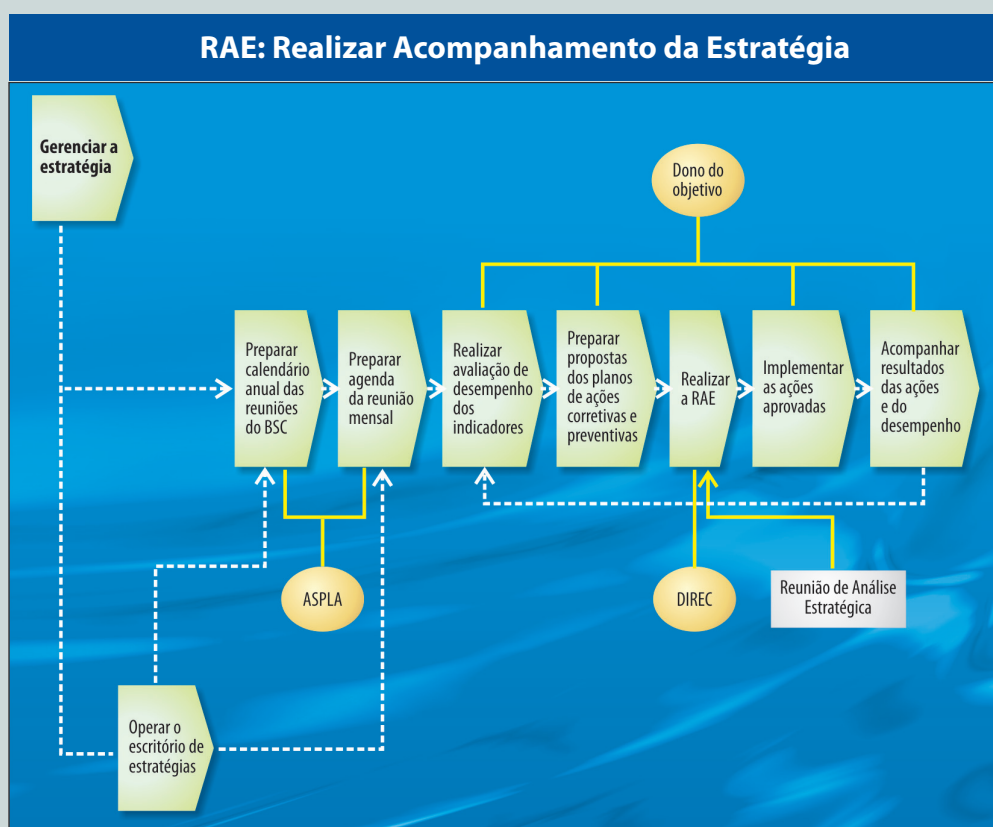 RAE: Realizar Acompanhamento da Estratégia
Gerenciar a
estratégia
Dono do
objetivo
Preparar
calendário
anual das
reuniões
do BSC
Preparar
agenda
da reunião
mensal
Realizar
avaliação de
desempenho
dos
indicadores
Preparar
propostas
dos planos
de ações
corretivas e
preventivas
Realizar
a RAE
Implementar
as ações
aprovadas
Acompanhar
resultados
das ações
e do
desempenho
ASPLA
DIREC
Reunião de Análise
Estratégica
Operar o
escritório de
estratégias